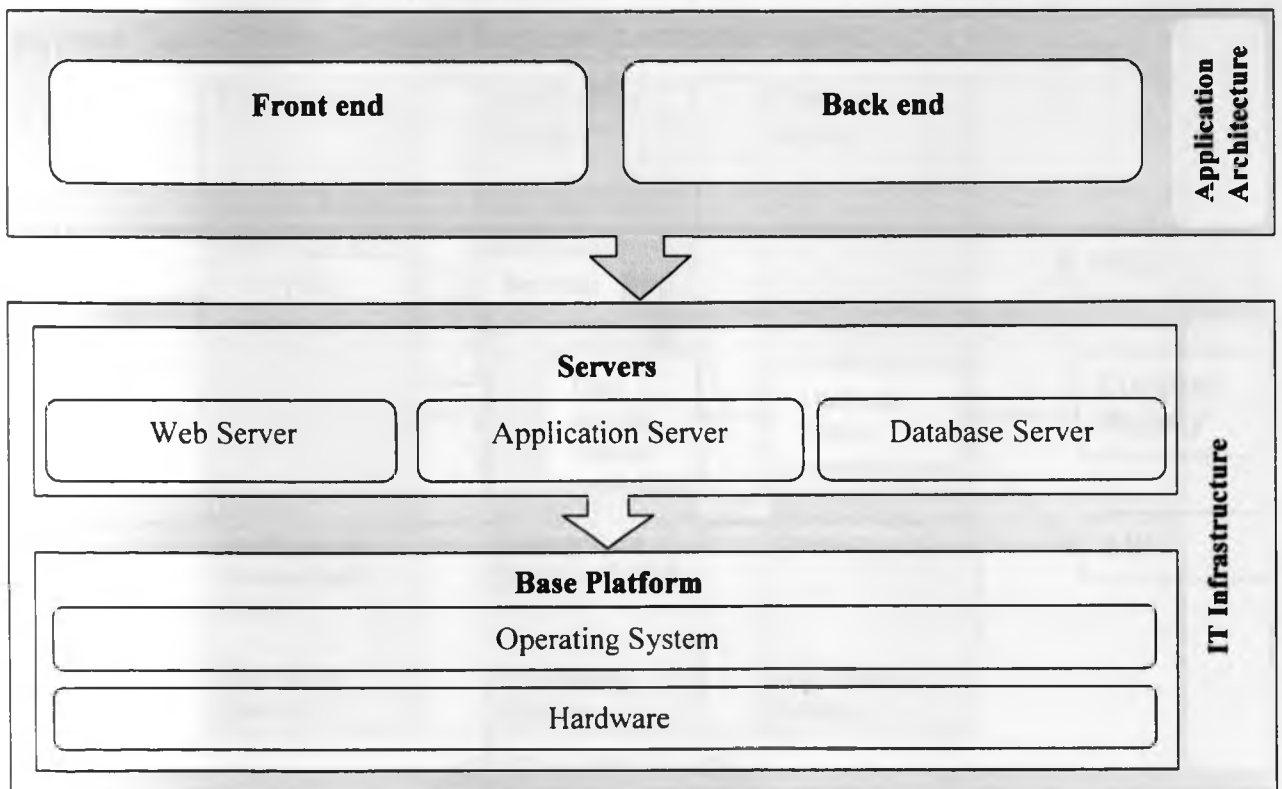 Front end
Back end
Application
Architecture
Servers
Web Server
Application Server
Database Server
Base Platform
Operating System
Hardware
IT Infrastructure